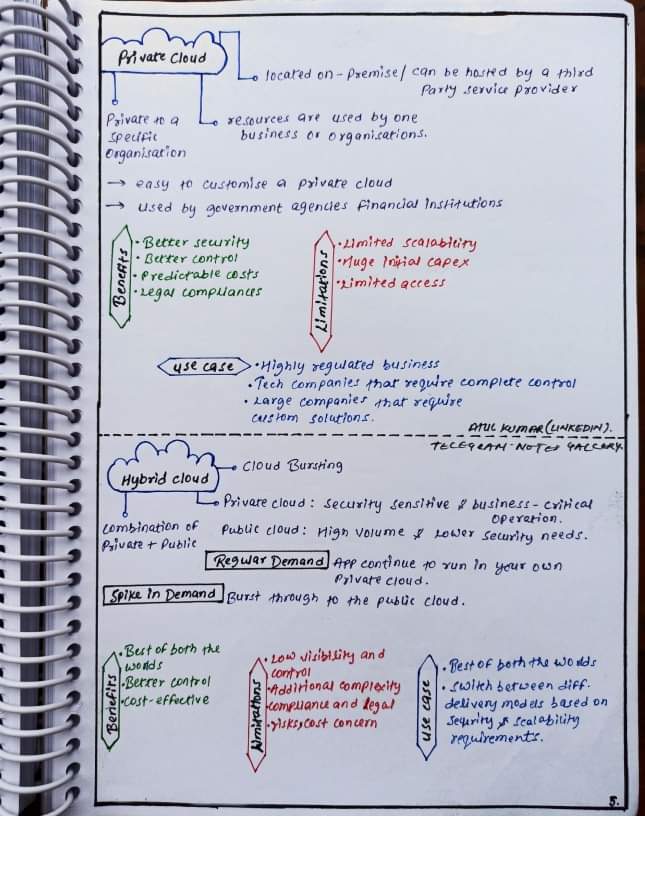 Private Cloud
located on-Premise/ can be hosted by a third
Party service provider
Private to a
specific
organisation
resources are used by one
business or organisations.
→ easy to customise a private cloud
→ used by government agencies financial institutions
Benefits
• Better security
• Better control
• Predictable costs
• Legal compliances
Limitations
• Limited scalability
• Huge initial capex
• Limited access
use case
• Highly regulated business
• Tech companies that require complete control
• Large companies that require
custom solutions.
ATUL KUMAR (LINKEDIN).
TELEGRAM- NOTES GALLERY.
Hybrid cloud
Cloud Bursting
combination of
Private + Public
Private cloud: Security sensitive & business-critical
operation.
Public cloud: High volume & Lower security needs.
Regular Demand App continue to run in your own
Private cloud.
Spike in Demand Burst through to the public cloud.
Benefits
• Best of both the
worlds
• Better control
• cost-effective
limitations
• Low visibility and
control
• Additional complexity
• compliance and legal
• risks, cost concern
use case
• Best of both the worlds
• switch between diff.
delivery models based on
security & scalability
requirements.
5.